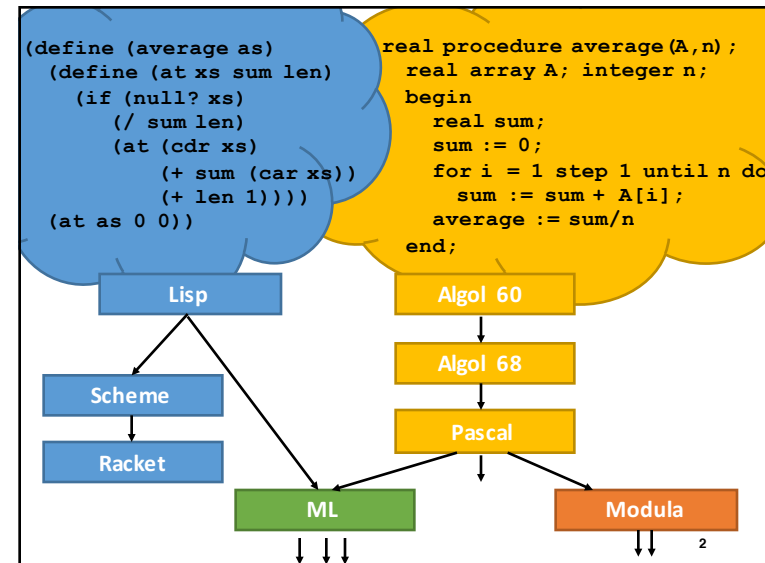 (define (average as)
  (define (at xs sum len)
    (if (null? xs)
       (/ sum len)
       (at (cdr xs)
           (+ sum (car xs))
           (+ len 1))))
  (at as 0 0))
real procedure average(A,n);
  real array A; integer n;
  begin
    real sum;
    sum := 0;
    for i = 1 step 1 until n do
      sum := sum + A[i];
    average := sum/n
  end;
Lisp
Algol 60
Algol 68
Scheme
Pascal
Racket
ML
Modula
2